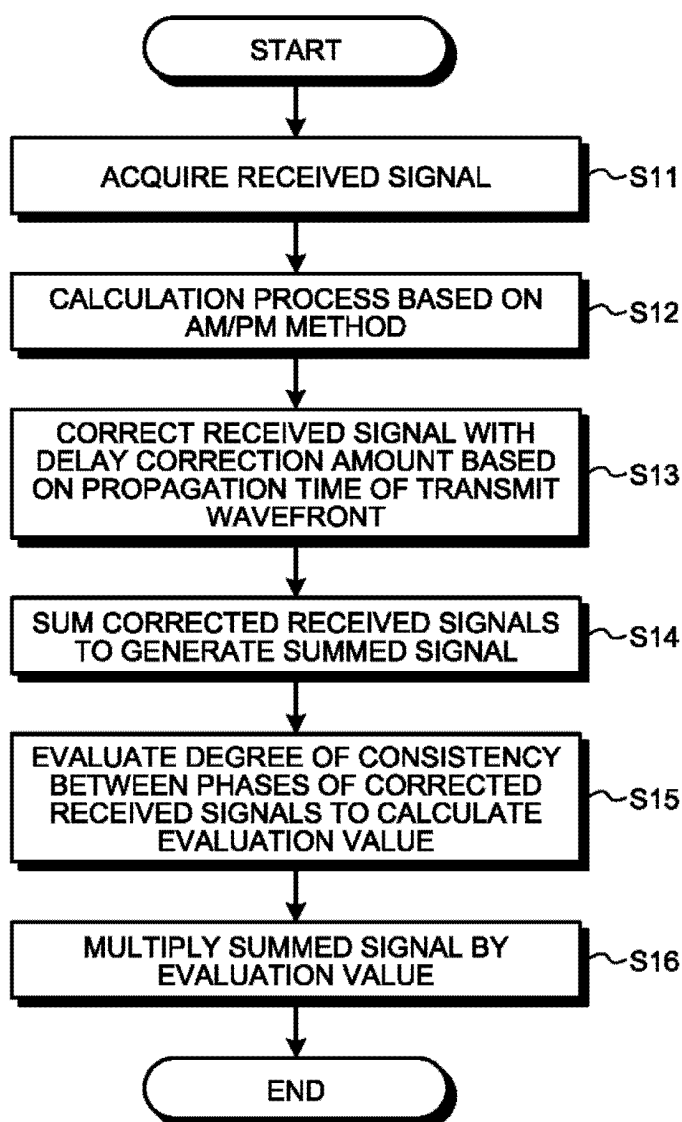 START
ACQUIRE RECEIVED SIGNAL
S11
CALCULATION PROCESS BASED ON
AM/PM METHOD
S12
CORRECT RECEIVED SIGNAL WITH
DELAY CORRECTION AMOUNT BASED
ON PROPAGATION TIME OF TRANSMIT
WAVEFRONT
S13
SUM CORRECTED RECEIVED SIGNALS
TO GENERATE SUMMED SIGNAL
S14
EVALUATE DEGREE OF CONSISTENCY
BETWEEN PHASES OF CORRECTED
RECEIVED SIGNALS TO CALCULATE
EVALUATION VALUE
S15
MULTIPLY SUMMED SIGNAL BY
EVALUATION VALUE
S16
END